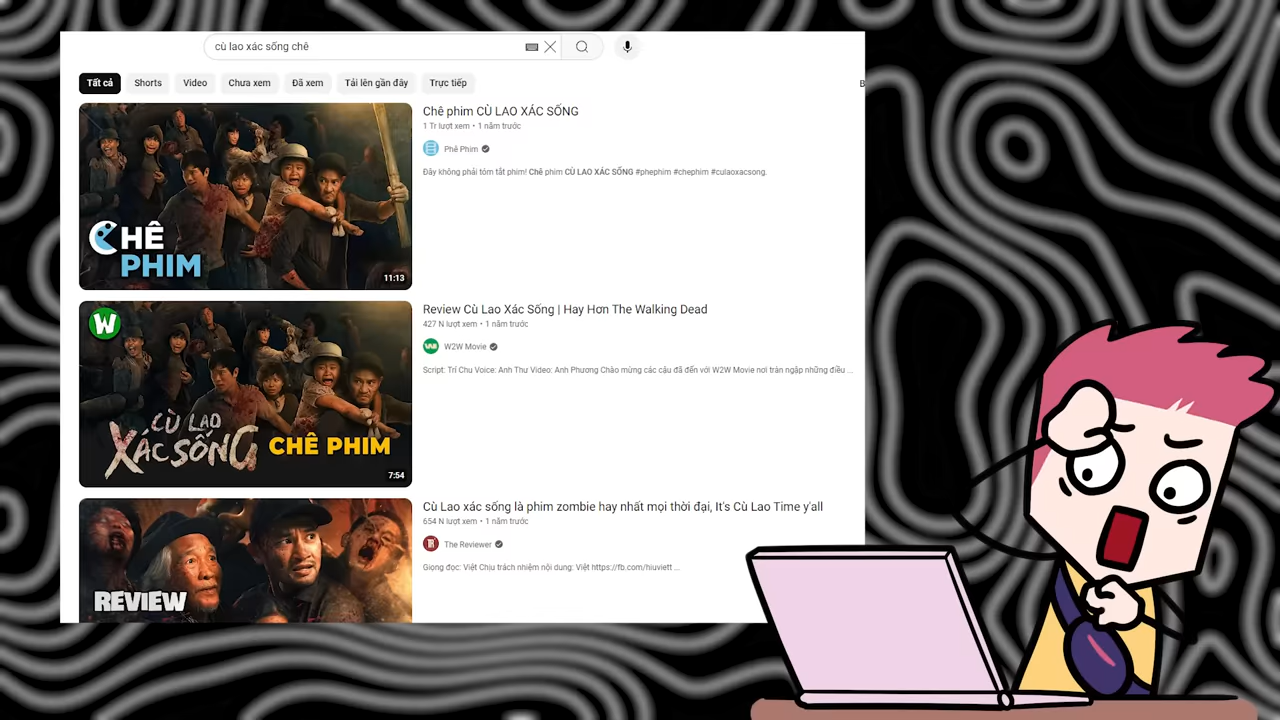 cù lao xác sống chê
Tất cả
Shorts
Video
Chưa xem
Đã xem
Tải lên gần đây
Trực tiếp
B
CHÊ
PHIM
11:13
Chê phim CÙ LAO XÁC SỐNG
1 Tr lượt xem • 1 năm trước
Phê Phim
Đây không phải tóm tắt phim! Chê phim CÙ LAO XÁC SỐNG #phephim #chephim #culaoxacsong.
W
CÙ LAO
XÁC SỐNG
CHÊ PHIM
7:54
Review Cù Lao Xác Sống | Hay Hơn The Walking Dead
427 N lượt xem • 1 năm trước
W2W Movie
Script: Trí Chu Voice: Anh Thư Video: Anh Phương Chào mừng các cậu đã đến với W2W Movie nơi tràn ngập những điều ...
REVIEW
Cù Lao xác sống là phim zombie hay nhất mọi thời đại, It's Cù Lao Time y'all
654 N lượt xem • 1 năm trước
The Reviewer
Giọng đọc: Việt Chịu trách nhiệm nội dung: Việt https://fb.com/hiuviett ...